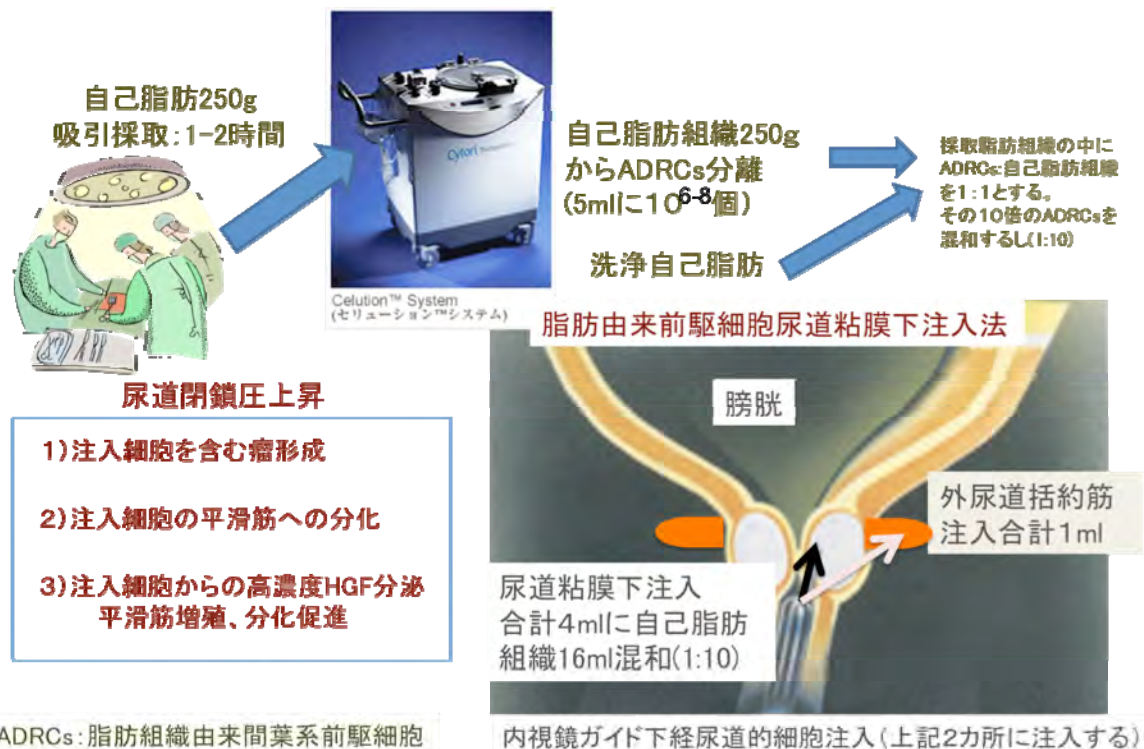 自己脂肪250g
吸引採取:1-2時間
Cytori
Celution™ System
(セリューション™システム)
自己脂肪組織250g
からADRCs分離
(5mlに10⁶⁻⁸個)
洗浄自己脂肪
採取脂肪組織の中に
ADRCs:自己脂肪組織
を1:1とする。
その10倍のADRCsを
混和するし(1:10)
尿道閉鎖圧上昇
1)注入細胞を含む瘤形成
2)注入細胞の平滑筋への分化
3)注入細胞からの高濃度HGF分泌
平滑筋増殖、分化促進
ADRCs:脂肪組織由来間葉系前駆細胞
脂肪由来前駆細胞尿道粘膜下注入法
膀胱
外尿道括約筋
注入合計1ml
尿道粘膜下注入
合計4mlに自己脂肪
組織16ml混和(1:10)
内視鏡ガイド下経尿道的細胞注入(上記2カ所に注入する)